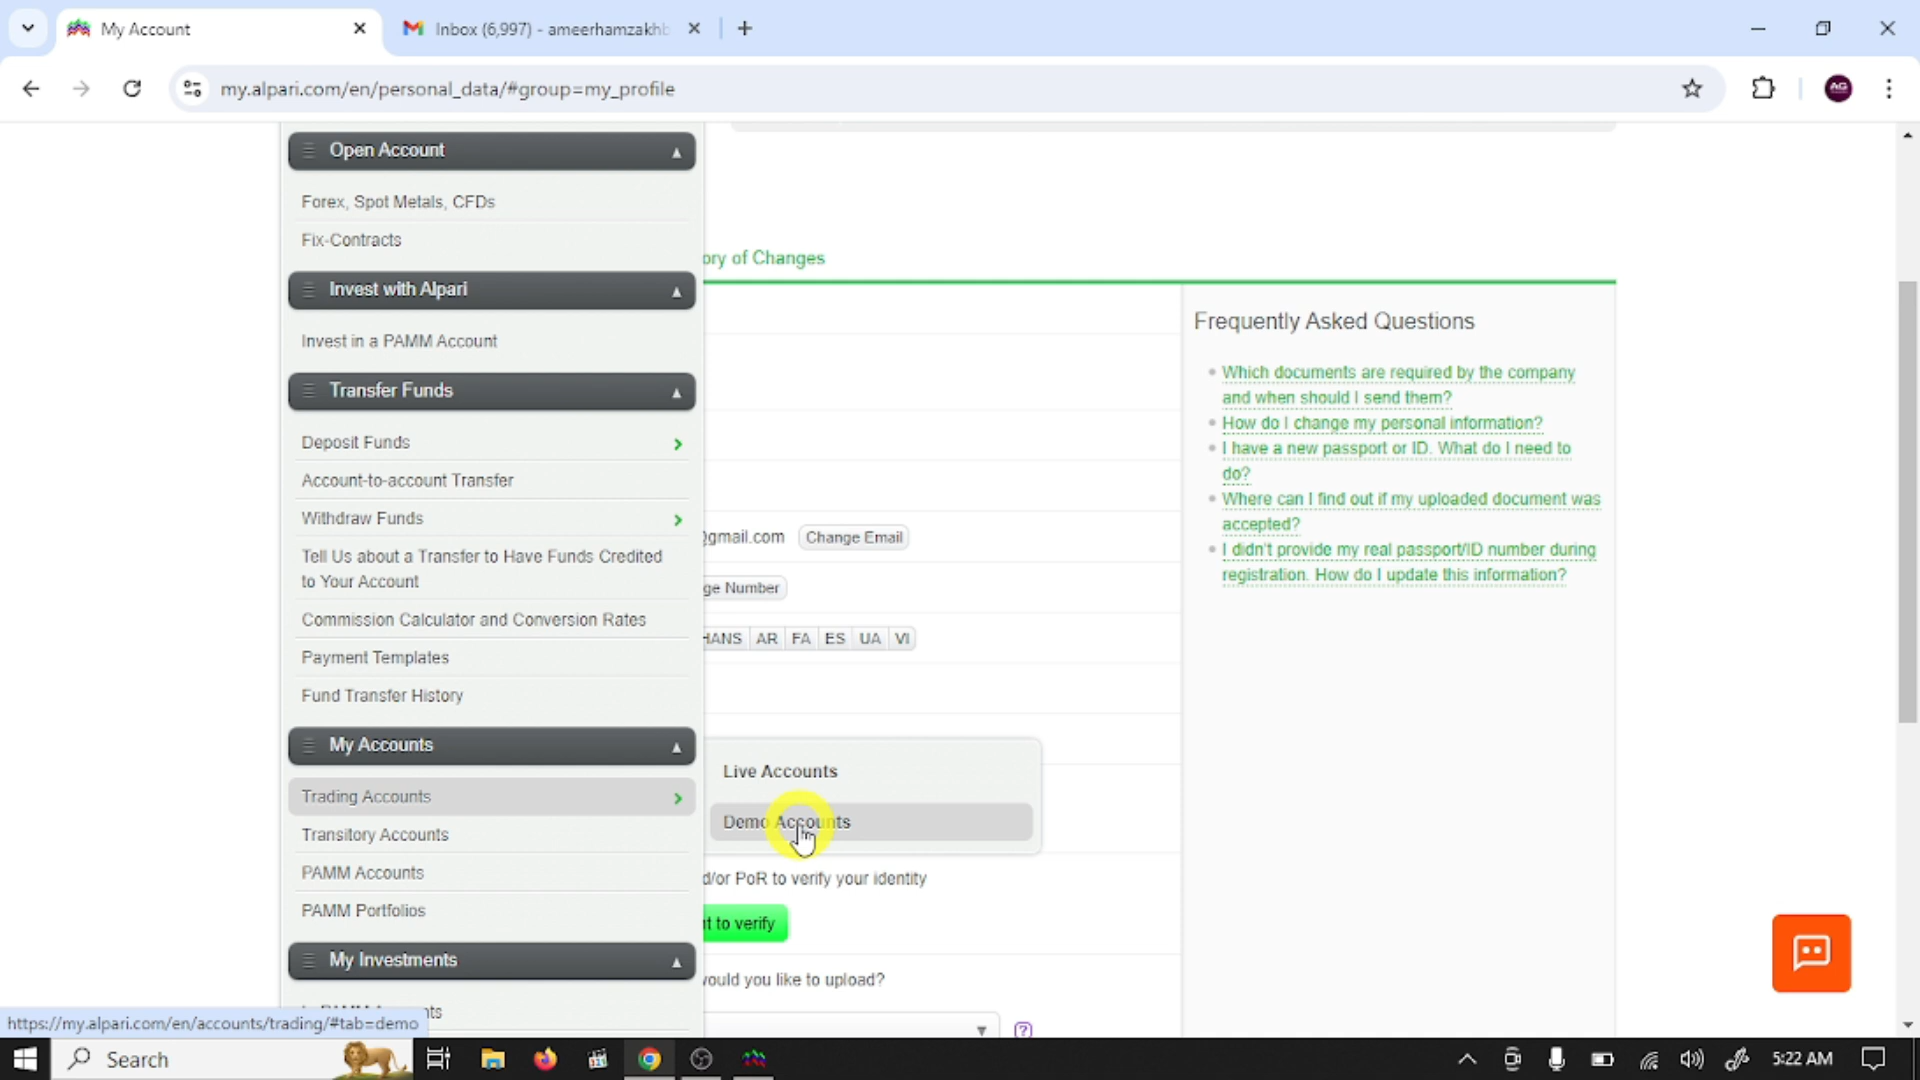 My Account
Inbox (6,997) - ameerhamzakhb
my.alpari.com/en/personal_data/#group=my_profile
AG
Open Account
Forex, Spot Metals, CFDs
Fix-Contracts
Invest with Alpari
Invest in a PAMM Account
Transfer Funds
Deposit Funds
Account-to-account Transfer
Withdraw Funds
Tell Us about a Transfer to Have Funds Credited
to Your Account
Commission Calculator and Conversion Rates
Payment Templates
Fund Transfer History
My Accounts
Trading Accounts
Transitory Accounts
PAMM Accounts
PAMM Portfolios
My Investments
Live Accounts
Demo Accounts
ory of Changes
@gmail.com Change Email
ge Number
HANS AR FA ES UA VI
d/or PoR to verify your identity
t to verify
would you like to upload?
?
Frequently Asked Questions
Which documents are required by the company
and when should I send them?
How do I change my personal information?
I have a new passport or ID. What do I need to
do?
Where can I find out if my uploaded document was
accepted?
I didn't provide my real passport/ID number during
registration. How do I update this information?
https://my.alpari.com/en/accounts/trading/#tab=demo
Search
5:22 AM